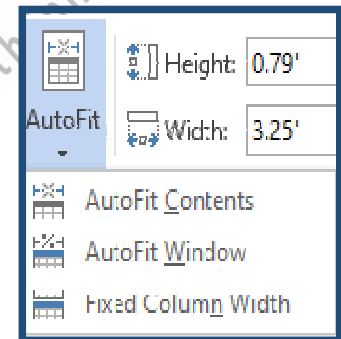 Height: 0.79'
AutoFit
Width: 3.25'
AutoFit Contents
AutoFit Window
Fixed Column Width